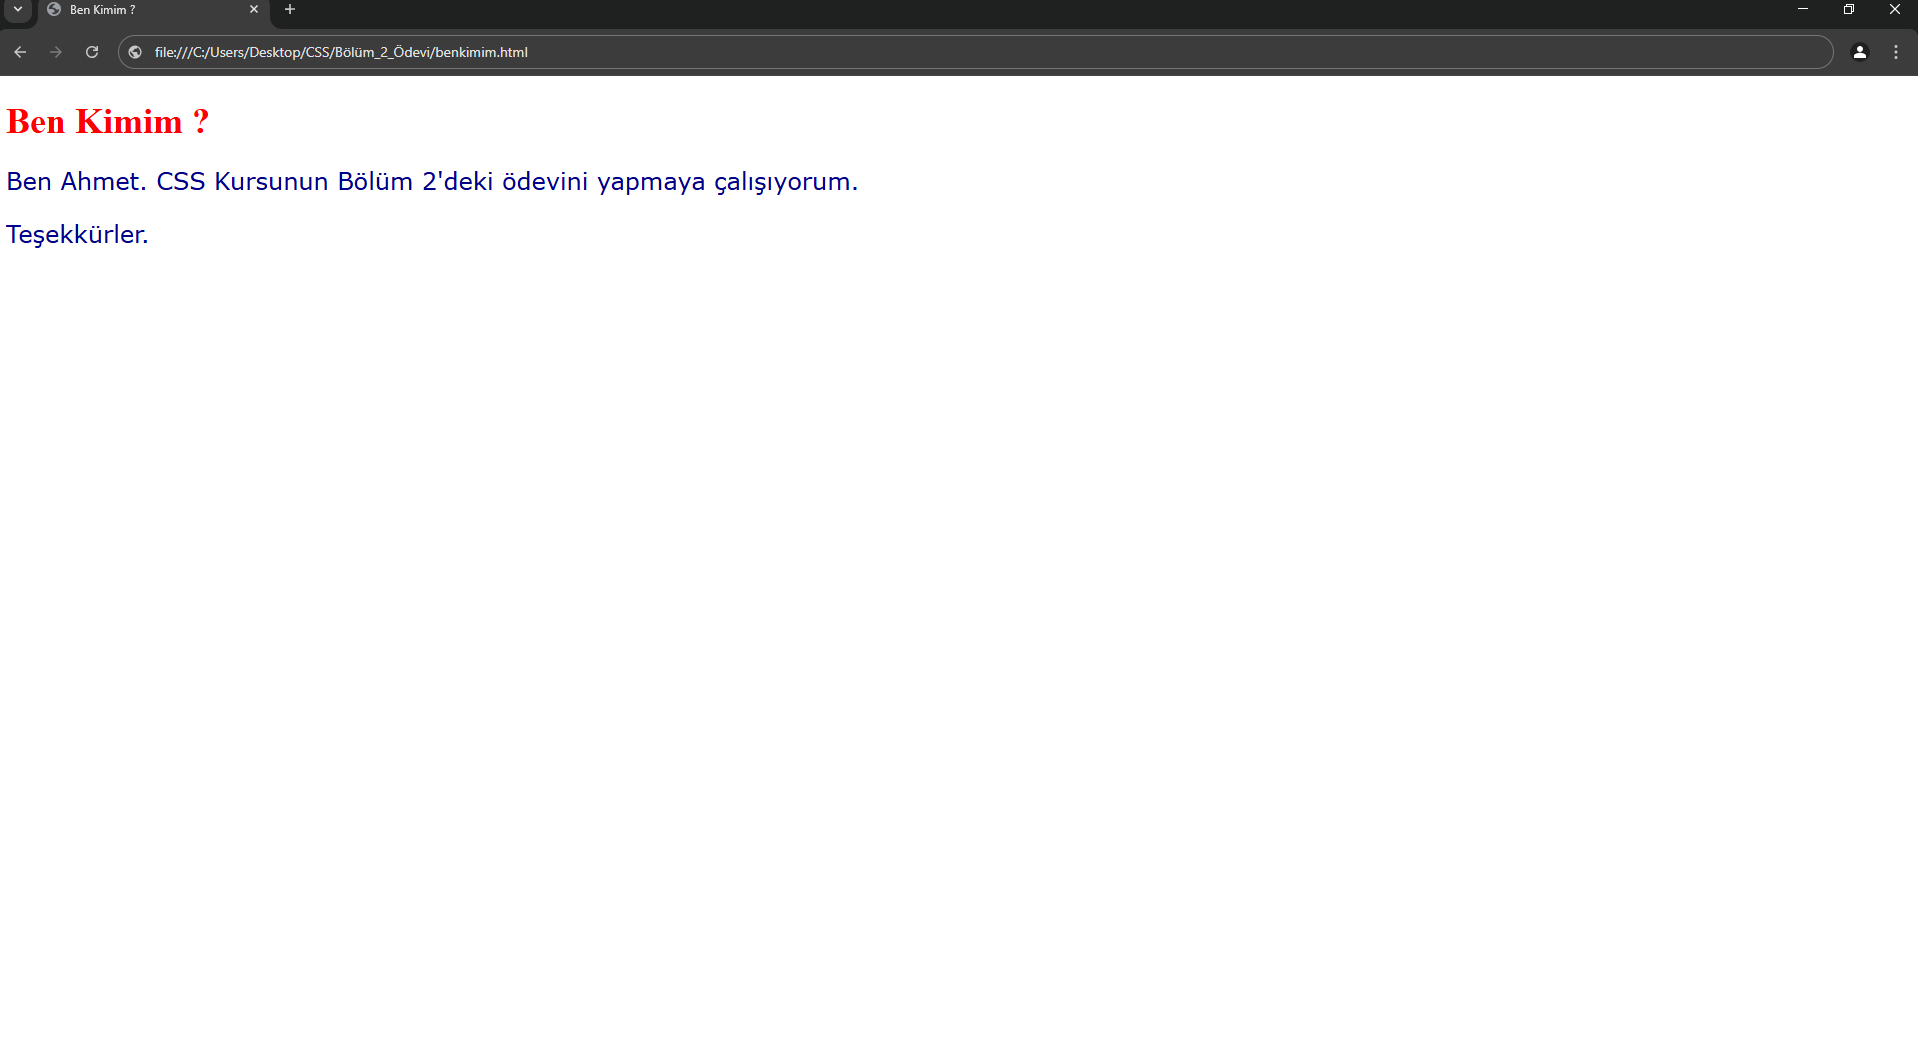 Ben Kimim ?
file:///C:/Users/Desktop/CSS/Bölüm_2_Ödevi/benkimim.html
Ben Kimim ?
Ben Ahmet. CSS Kursunun Bölüm 2'deki ödevini yapmaya çalışıyorum.
Teşekkürler.